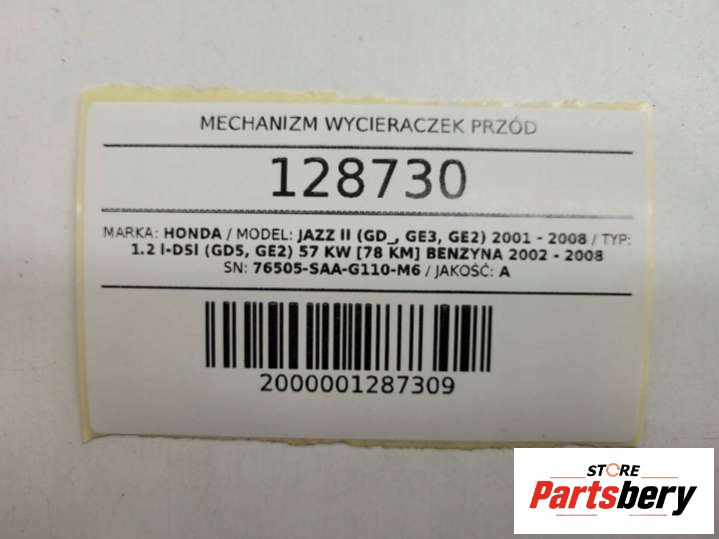 MECHANIZM WYCIERACZEK PRZÓD
128730
MARKA: HONDA / MODEL: JAZZ II (GD_, GE3, GE2) 2001 - 2008 / TYP:
1.2 i-DSI (GD5, GE2) 57 KW [78 KM] BENZYNA 2002 - 2008
SN: 76505-SAA-G110-M6 / JAKOŚĆ: A
2000001287309
STORE
Partsbery